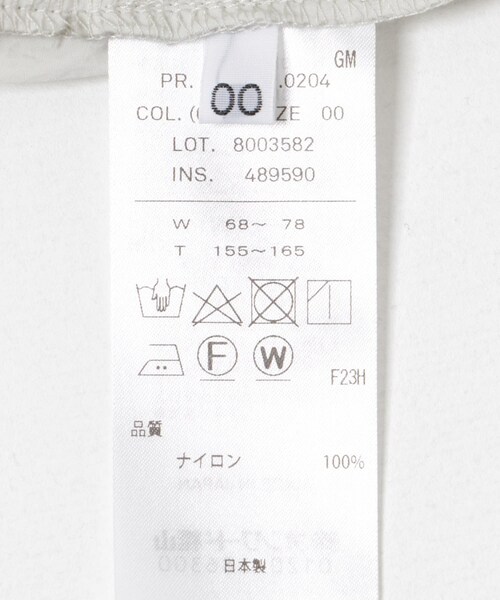 GM
PR. .0204
00
COL. ( ZE 00
LOT. 8003582
INS. 489590
W 68～ 78
T 155～165
F W
F23H
品質
ナイロン 100%
日本製